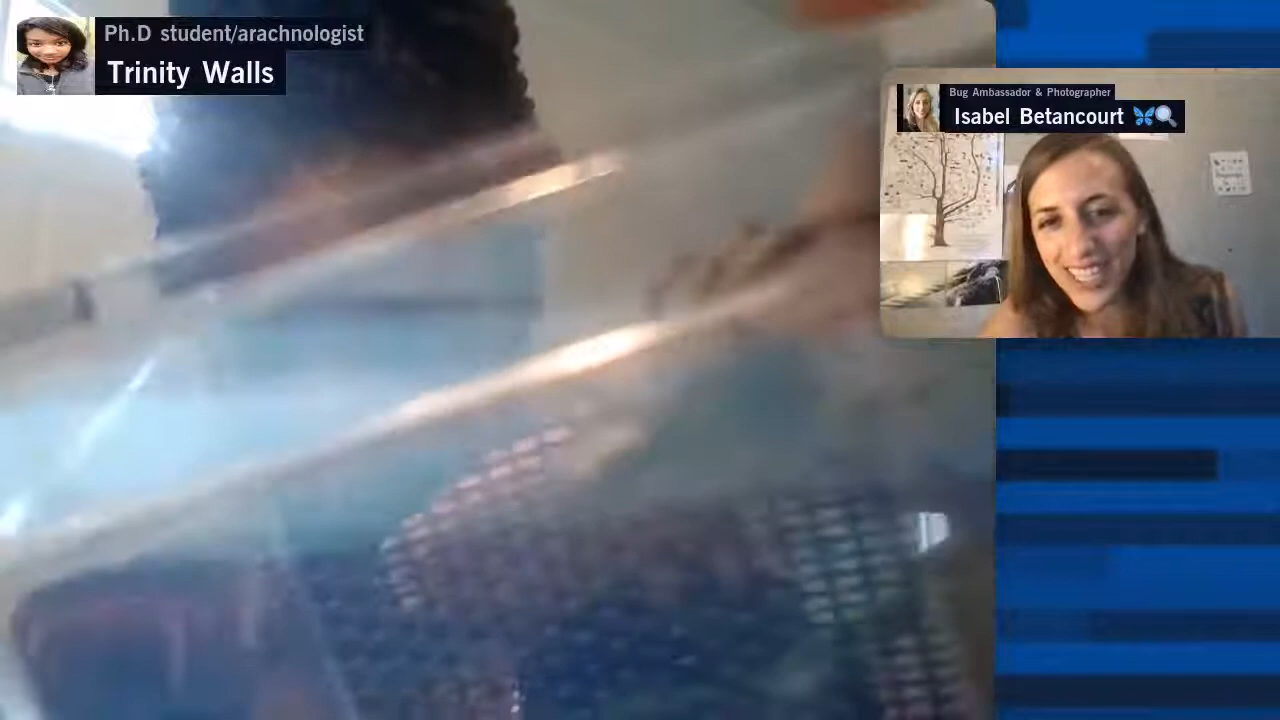 Ph.D student/arachnologist
Trinity Walls
Bug Ambassador & Photographer
Isabel Betancourt 🦋🔍